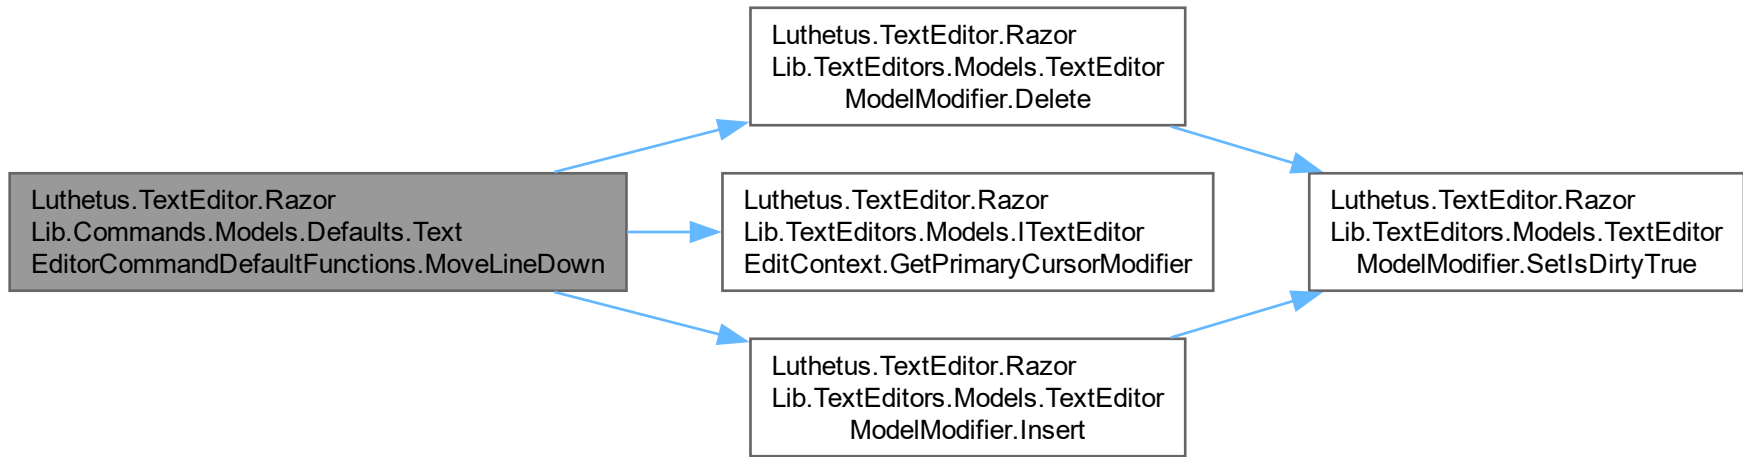 Luthetus.TextEditor.Razor
Lib.Commands.Models.Defaults.Text
EditorCommandDefaultFunctions.MoveLineDown
Luthetus.TextEditor.Razor
Lib.TextEditors.Models.TextEditor
ModelModifier.Delete
Luthetus.TextEditor.Razor
Lib.TextEditors.Models.ITextEditor
EditContext.GetPrimaryCursorModifier
Luthetus.TextEditor.Razor
Lib.TextEditors.Models.TextEditor
ModelModifier.Insert
Luthetus.TextEditor.Razor
Lib.TextEditors.Models.TextEditor
ModelModifier.SetIsDirtyTrue